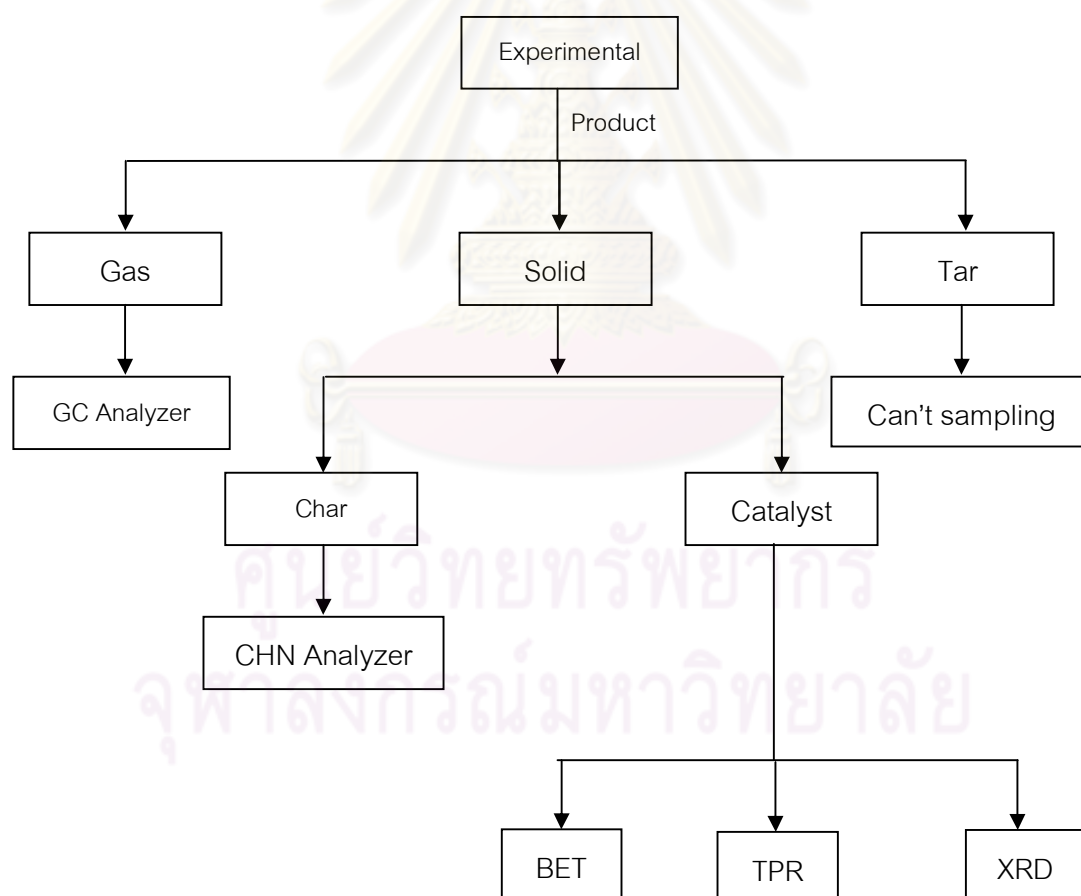 Experimental
Product
Gas
Solid
Tar
GC Analyzer
Can't sampling
Char
Catalyst
ศูนย์วิทยทรัพยากร
CHN Analyzer
จุฬาลงกรณ์มหาวิทยาลัย
BET
TPR
XRD